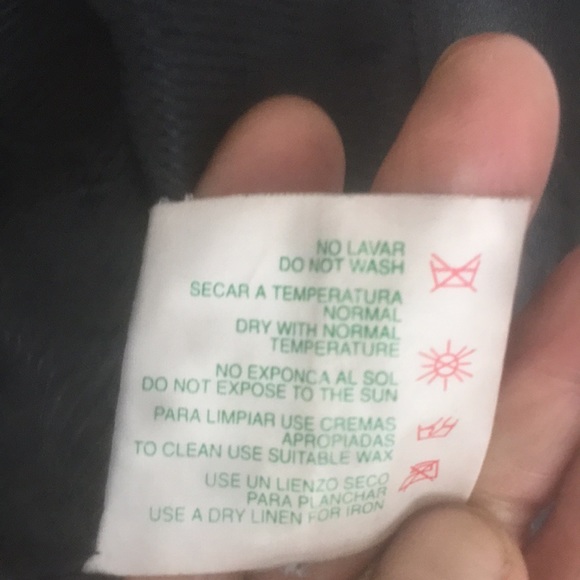 NO LAVAR
DO NOT WASH
SECAR A TEMPERATURA
NORMAL
DRY WITH NORMAL
TEMPERATURE
NO EXPONCA AL SOL
DO NOT EXPOSE TO THE SUN
PARA LIMPIAR USE CREMAS
APROPIADAS
TO CLEAN USE SUITABLE WAX
USE UN LIENZO SECO
PARA PLANCHAR
USE A DRY LINEN FOR IRON